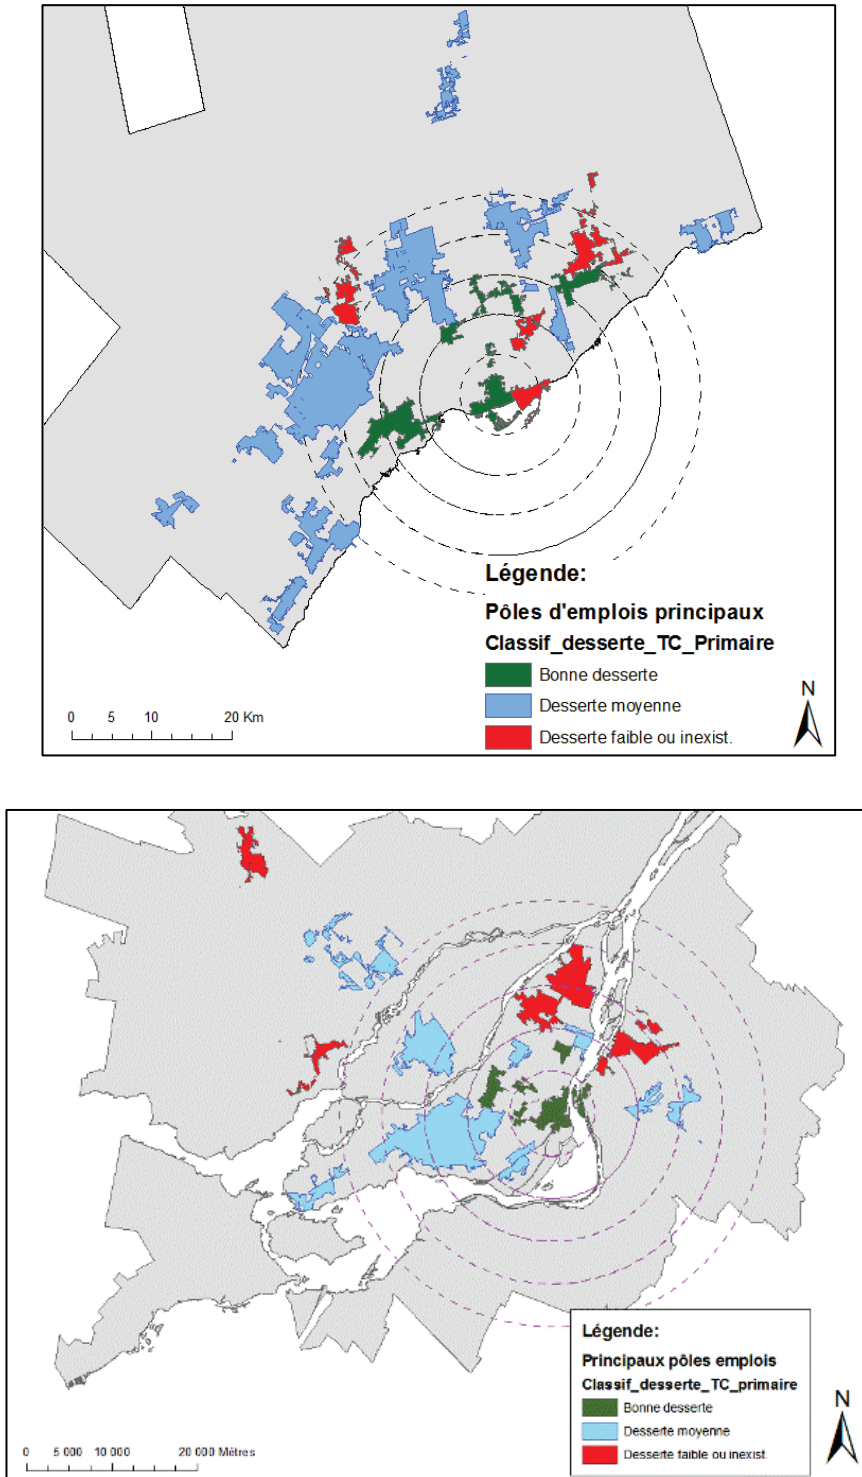 Légende:
Pôles d'emplois principaux
Classif_desserte_TC_Primaire
Bonne desserte
Desserte moyenne
Desserte faible ou inexist.
N
0 5 10 20 Km
Légende:
Principaux pôles emplois
Classif_desserte_TC_primaire
Bonne desserte
Desserte moyenne
Desserte faible ou inexist.
N
0 5 000 10 000 20 000 Mètres